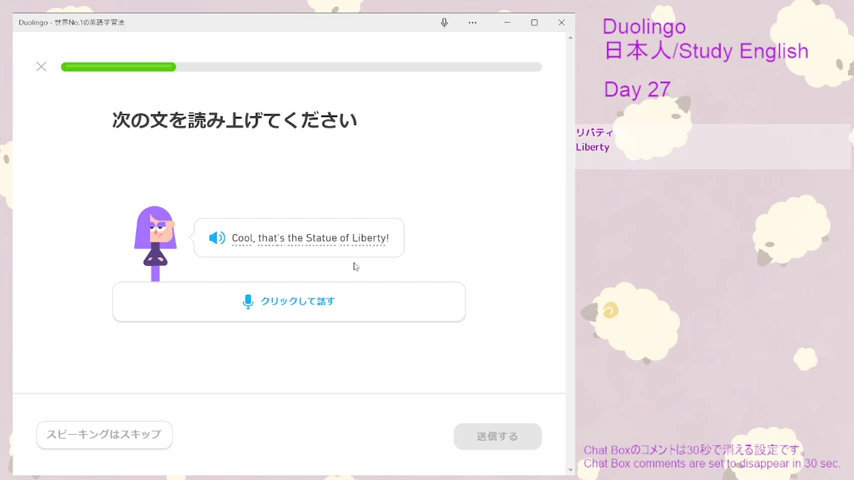 Duolingo - 世界No.1の英語学習法
次の文を読み上げてください
Cool, that's the Statue of Liberty!
クリックして話す
スピーキングはスキップ
送信する
Duolingo
日本人/Study English
Day 27
リバティ
Liberty
Chat Boxのコメントは30秒で消える設定です
Chat Box comments are set to disappear in 30 sec.